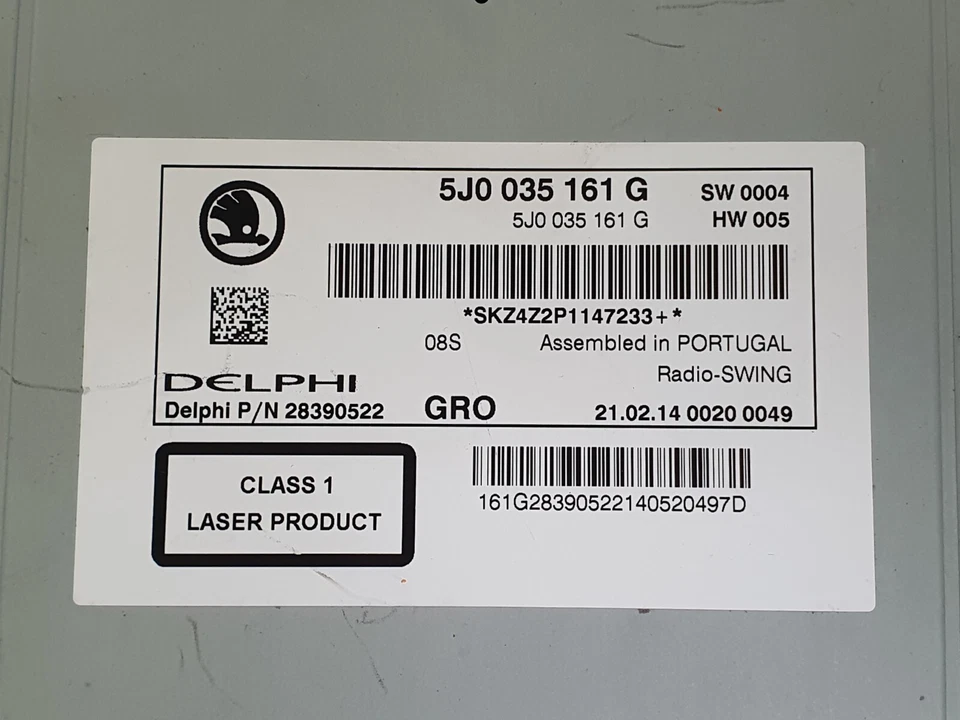 5J0 035 161 G SW 0004
5J0 035 161 G HW 005
*SKZ4Z2P1147233+*
08S Assembled in PORTUGAL
Radio-SWING
DELPHI
Delphi P/N 28390522 GRO 21.02.14 0020 0049
CLASS 1
LASER PRODUCT
161G28390522140520497D